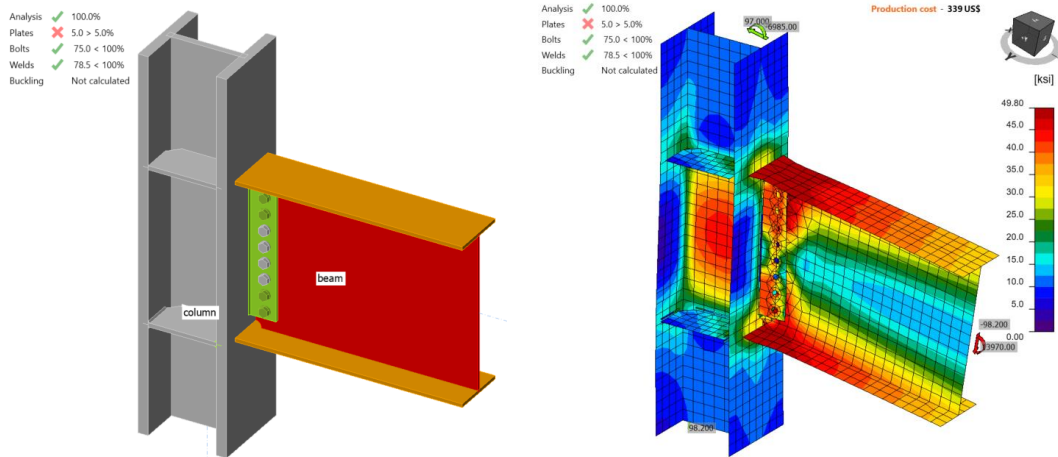 Analysis 100.0%
Plates 5.0 > 5.0%
Bolts 75.0 < 100%
Welds 78.5 < 100%
Buckling Not calculated
beam
column
Analysis 100.0%
Plates 5.0 > 5.0%
Bolts 75.0 < 100%
Welds 78.5 < 100%
Buckling Not calculated
Production cost - 339 US$
97.000
6985.00
[ksi]
49.80
45.0
40.0
35.0
30.0
25.0
20.0
15.0
10.0
5.0
0.00
-98.200
13970.00
98.200